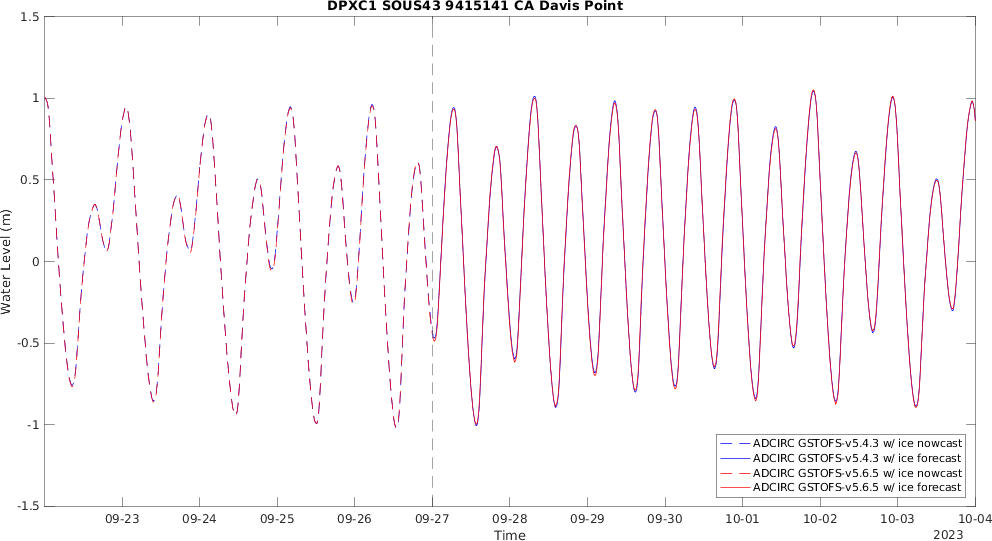 DPXC1 SOUS43 9415141 CA Davis Point
1.5
1
0.5
0
-0.5
-1
-1.5
Water Level (m)
09-23 09-24 09-25 09-26 09-27 09-28 09-29 09-30 10-01 10-02 10-03 10-04
Time
2023
ADCIRC GSTOFS-v5.4.3 w/ ice nowcast
ADCIRC GSTOFS-v5.4.3 w/ ice forecast
ADCIRC GSTOFS-v5.6.5 w/ ice nowcast
ADCIRC GSTOFS-v5.6.5 w/ ice forecast